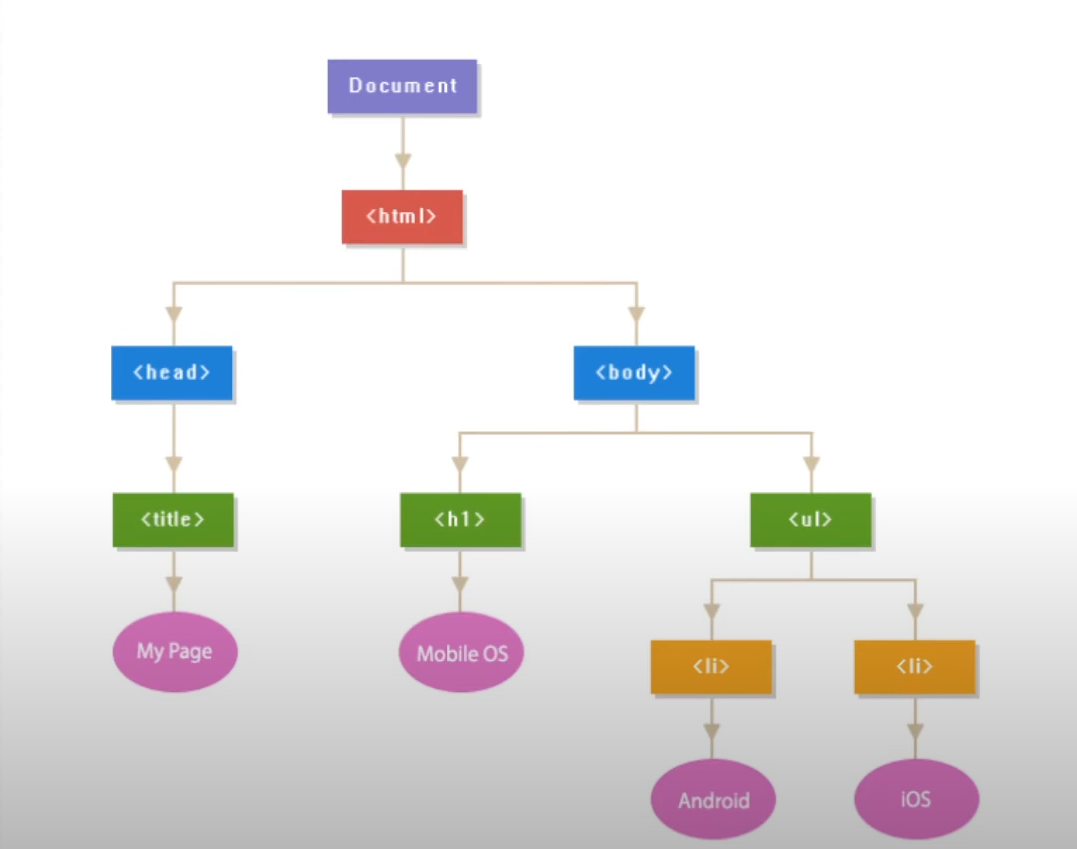 Document
<html>
<head>
<body>
<title>
<h1>
<ul>
My Page
Mobile OS
<li>
<li>
Android
iOS